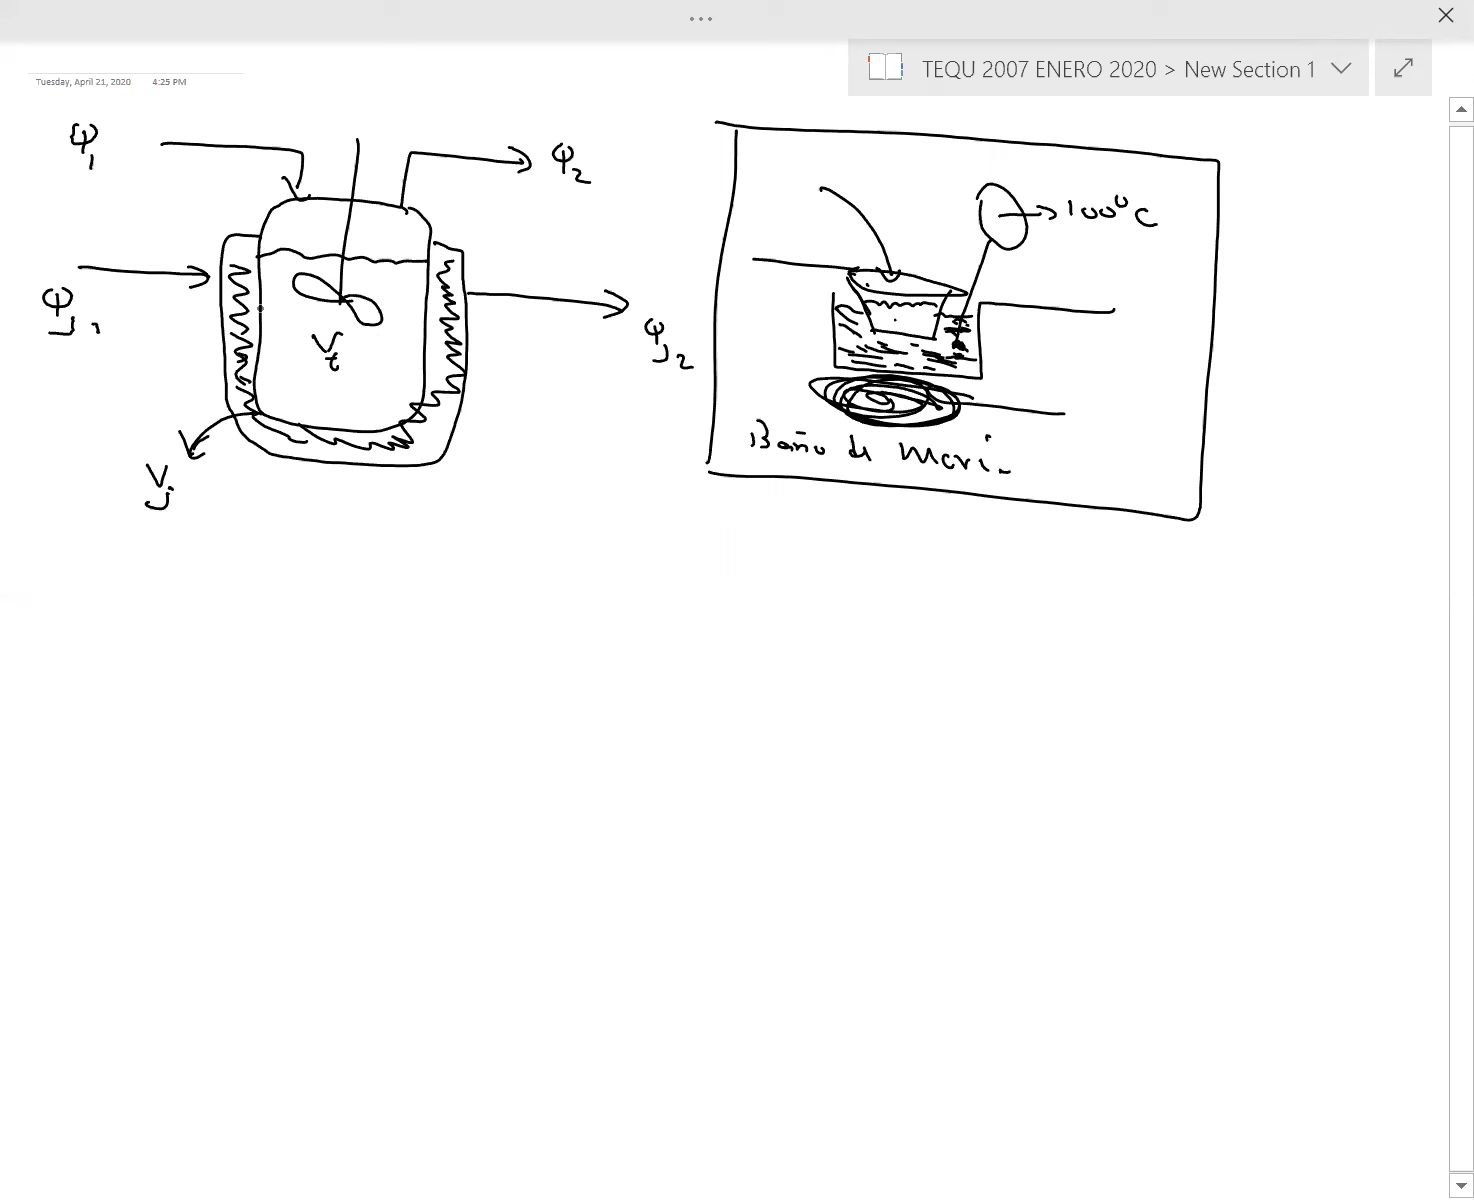 TEQU 2007 ENERO 2020 > New Section 1
Tuesday, April 21, 2020 4:25 PM
φ1
φ2
φj1
φj2
Vt
Vj
100°C
Baño de Mari